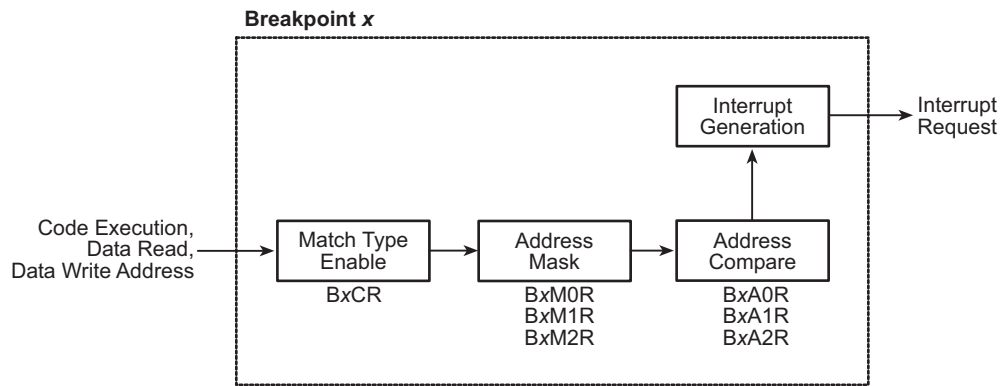 Breakpoint x
Interrupt
Generation
Interrupt
Request
Code Execution,
Data Read,
Data Write Address
Match Type
Enable
Address
Mask
Address
Compare
BxCR
BxM0R
BxM1R
BxM2R
BxA0R
BxA1R
BxA2R